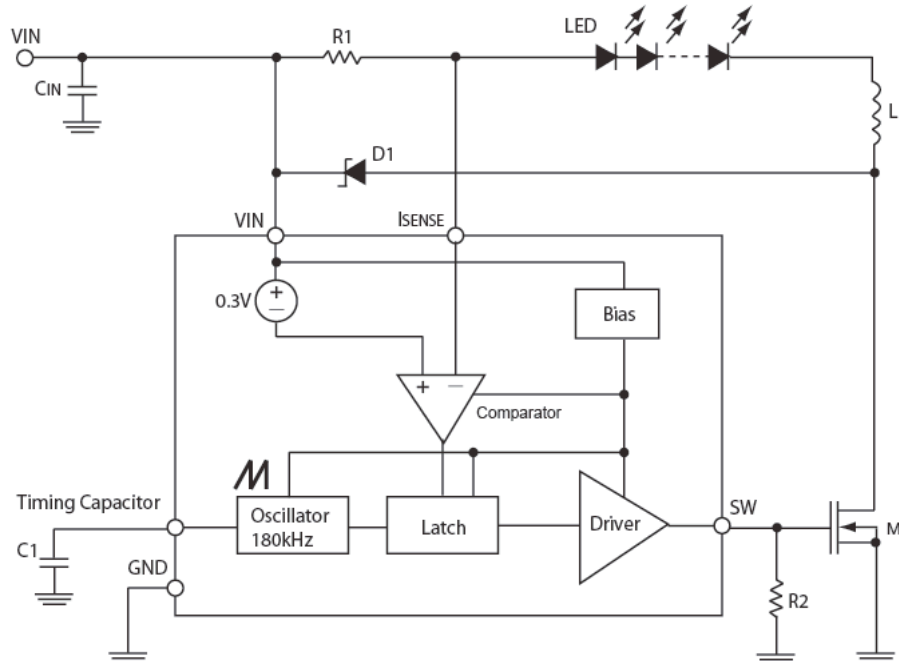 VIN
R1
LED
CIN
L
D1
VIN
ISENSE
0.3V
+
−
Bias
+ −
Comparator
Timing Capacitor
Oscillator
180kHz
Latch
Driver
SW
M
C1
GND
R2